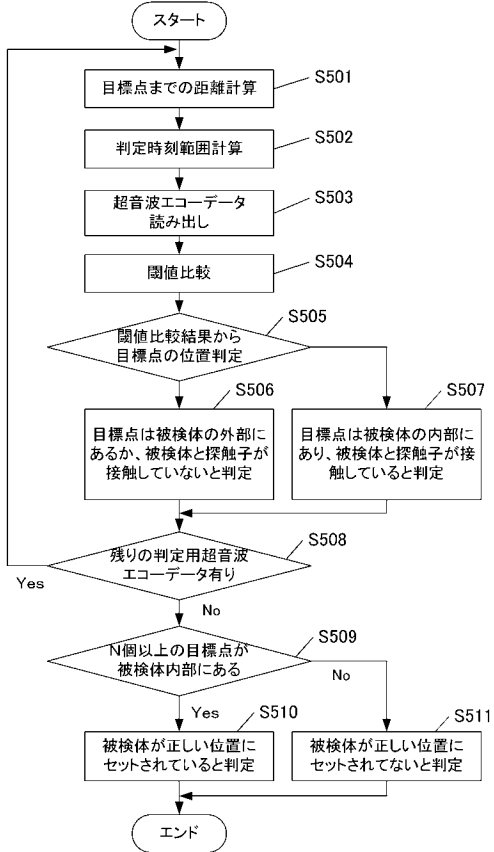 スタート
目標点までの距離計算
S501
判定時刻範囲計算
S502
超音波エコーデータ
読み出し
S503
閾値比較
S504
閾値比較結果から
目標点の位置判定
S505
S506
目標点は被検体の外部に
あるか、被検体と探触子が
接触していないと判定
S507
目標点は被検体の内部に
あり、被検体と探触子が接
触していると判定
残りの判定用超音波
エコーデータ有り
S508
Yes
No
N個以上の目標点が
被検体内部にある
S509
No
Yes
S510
被検体が正しい位置に
セットされていると判定
S511
被検体が正しい位置に
セットされてないと判定
エンド